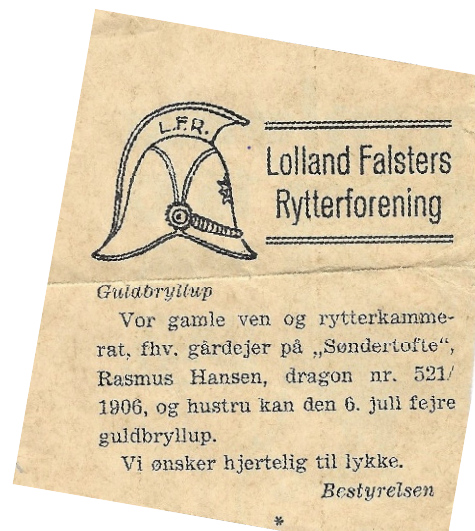 L.F.R.
Lolland Falsters
Rytterforening
Guldbryllup
Vor gamle ven og rytterkamme-
rat, fhv. gårdejer på „Søndertofte“,
Rasmus Hansen, dragon nr. 521/
1906, og hustru kan den 6. juli fejre
guldbryllup.
Vi ønsker hjertelig til lykke.
Bestyrelsen
*